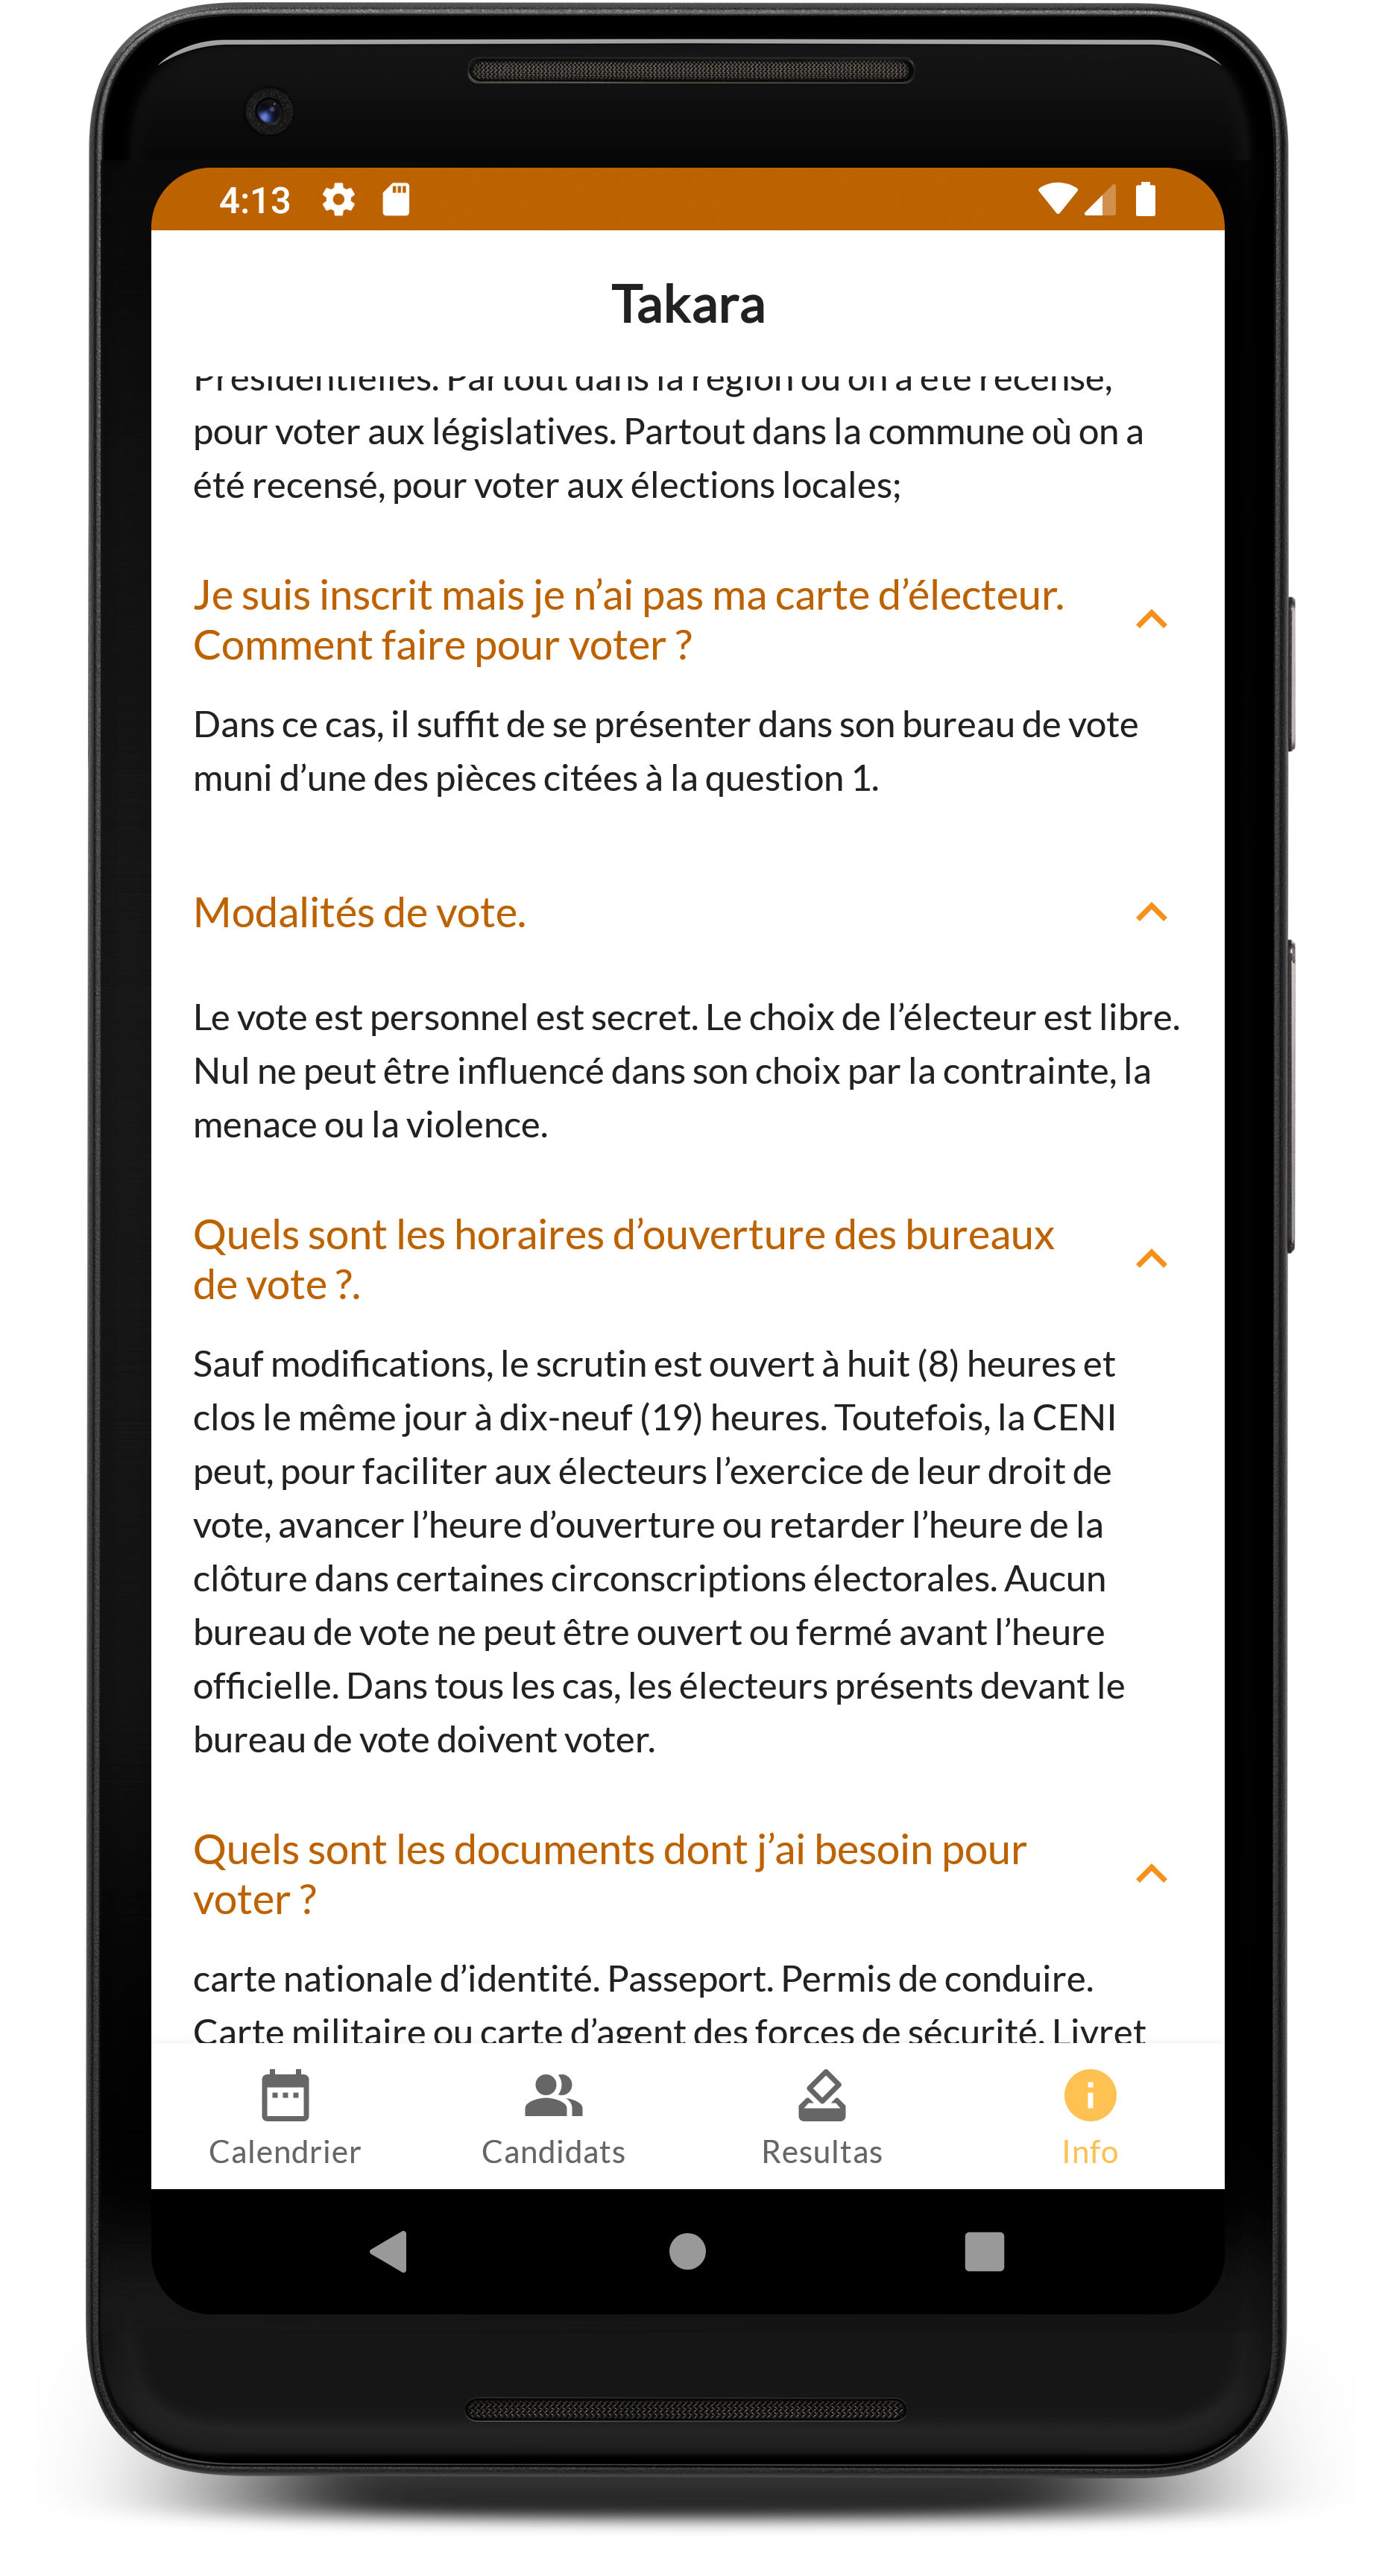 4:13
Takara
Présidentielles. Partout dans la région où on a été recensé,
pour voter aux législatives. Partout dans la commune où on a
été recensé, pour voter aux élections locales;
Je suis inscrit mais je n’ai pas ma carte d’électeur.
Comment faire pour voter ?
Dans ce cas, il suffit de se présenter dans son bureau de vote
muni d’une des pièces citées à la question 1.
Modalités de vote.
Le vote est personnel est secret. Le choix de l’électeur est libre.
Nul ne peut être influencé dans son choix par la contrainte, la
menace ou la violence.
Quels sont les horaires d’ouverture des bureaux
de vote ?.
Sauf modifications, le scrutin est ouvert à huit (8) heures et
clos le même jour à dix-neuf (19) heures. Toutefois, la CENI
peut, pour faciliter aux électeurs l’exercice de leur droit de
vote, avancer l’heure d’ouverture ou retarder l’heure de la
clôture dans certaines circonscriptions électorales. Aucun
bureau de vote ne peut être ouvert ou fermé avant l’heure
officielle. Dans tous les cas, les électeurs présents devant le
bureau de vote doivent voter.
Quels sont les documents dont j’ai besoin pour
voter ?
carte nationale d’identité. Passeport. Permis de conduire.
Carte militaire ou carte d’agent des forces de sécurité. Livret
Calendrier
Candidats
Resultas
Info